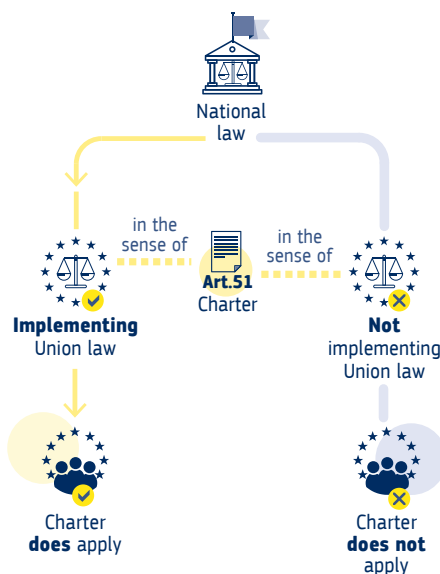 National
law
in the
sense of
Art.51
Charter
in the
sense of
Implementing
Union law
Not
implementing
Union law
Charter
does apply
Charter
does not
apply